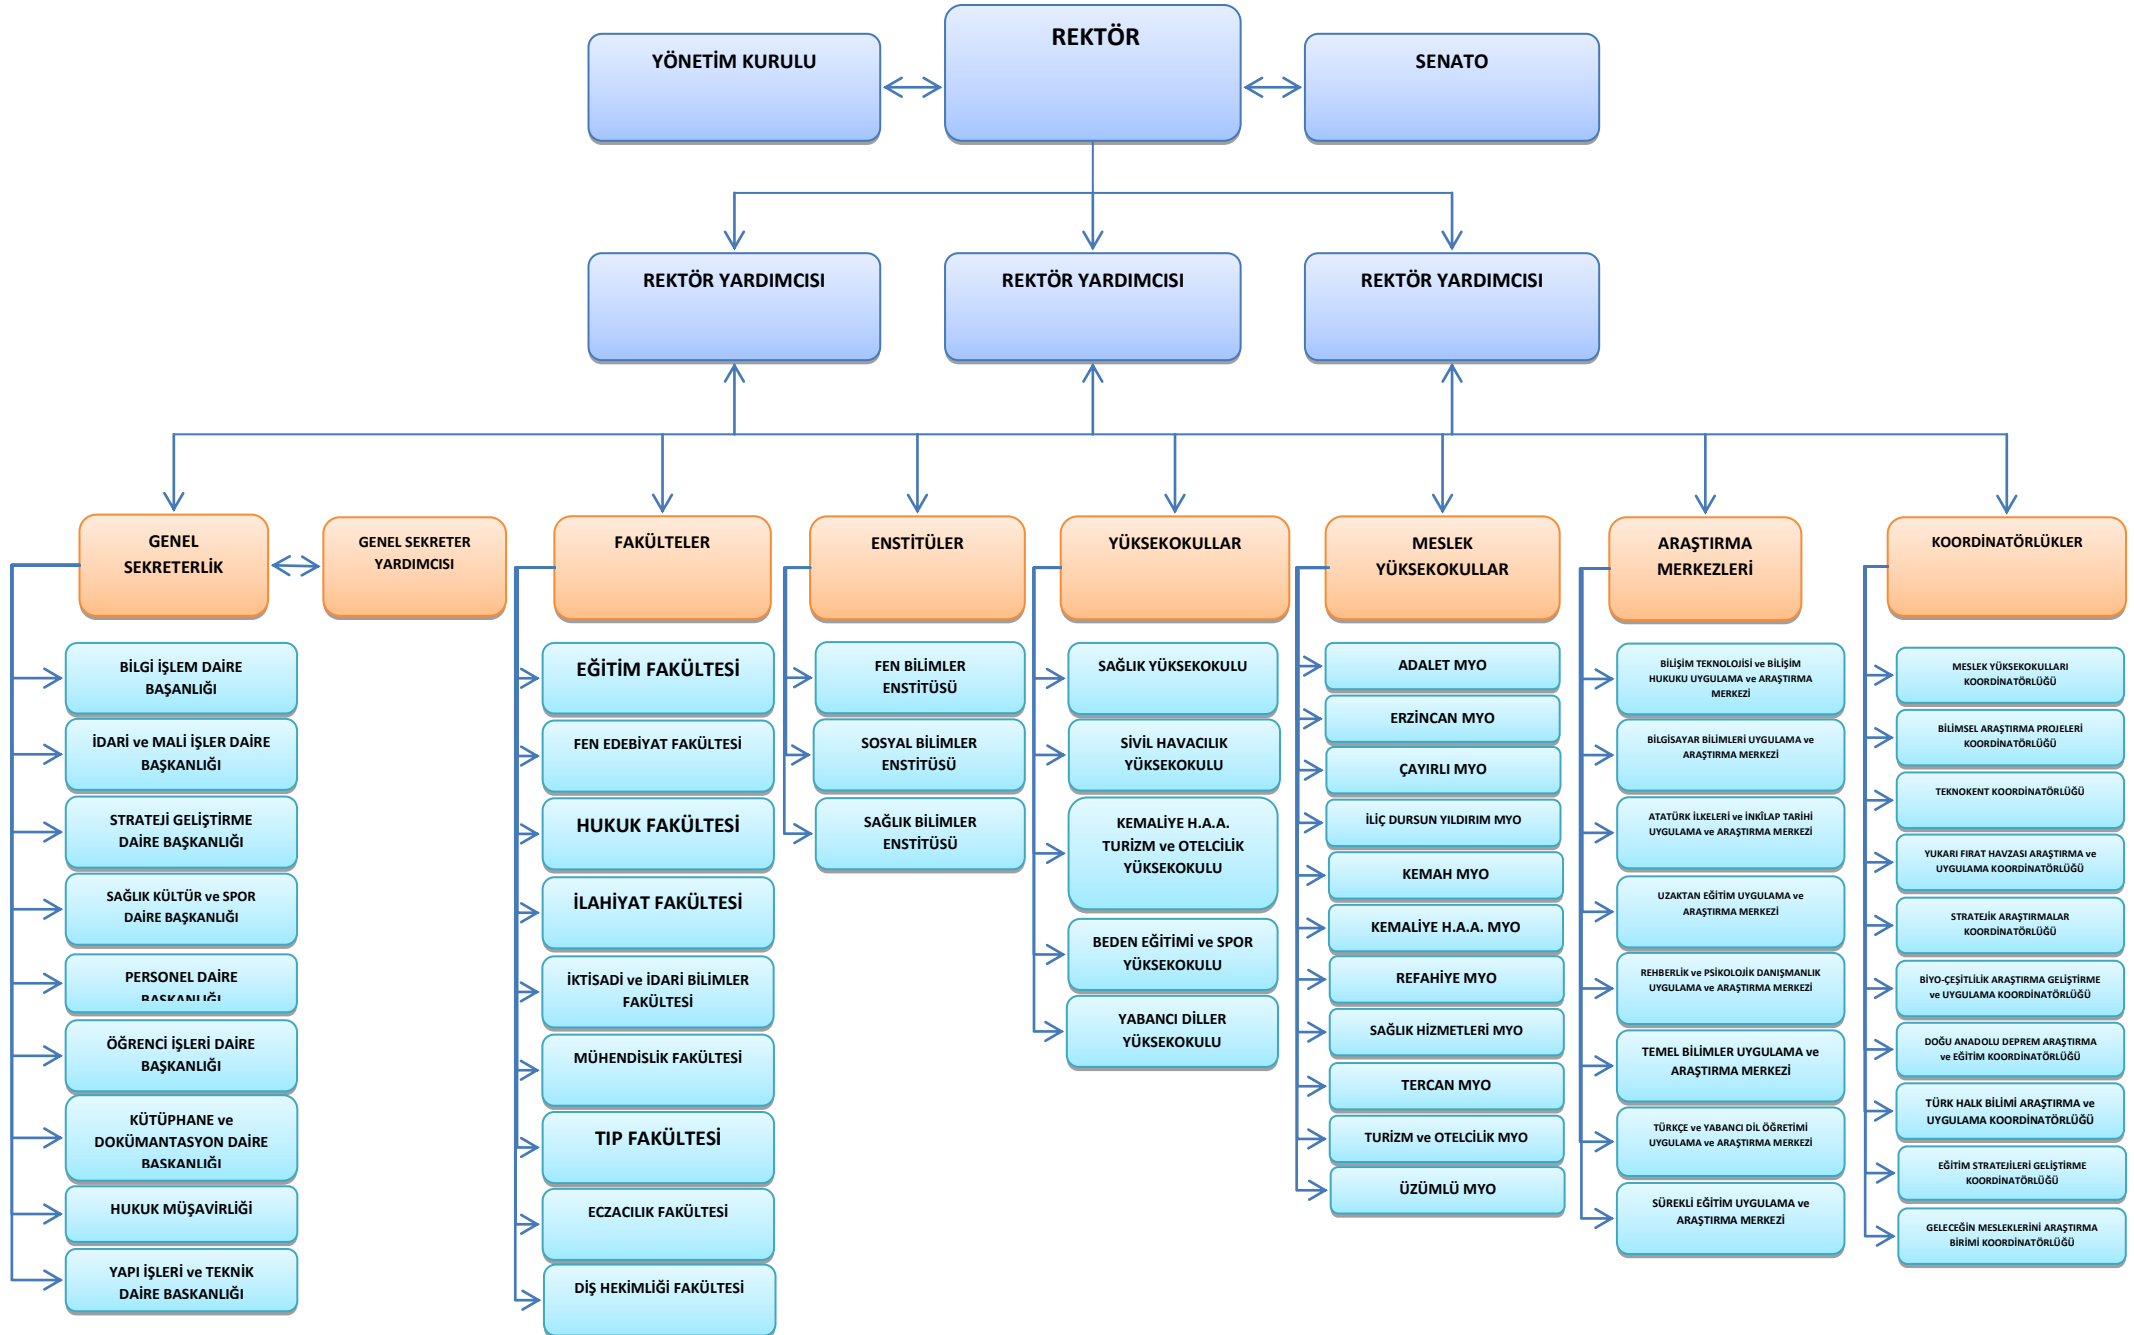 REKTÖR
YÖNETİM KURULU
SENATO
REKTÖR YARDIMCISI
REKTÖR YARDIMCISI
REKTÖR YARDIMCISI
GENEL
SEKRETERLİK
GENEL SEKRETER
YARDIMCISI
FAKÜLTELER
ENSTİTÜLER
YÜKSEKOKULLAR
MESLEK
YÜKSEKOKULLAR
ARAŞTIRMA
MERKEZLERİ
KOORDİNATÖRLÜKLER
BİLGİ İŞLEM DAİRE
BAŞANLIĞI
İDARİ ve MALİ İŞLER DAİRE
BAŞKANLIĞI
STRATEJİ GELİŞTİRME
DAİRE BAŞKANLIĞI
SAĞLIK KÜLTÜR ve SPOR
DAİRE BAŞKANLIĞI
PERSONEL DAİRE
BAŞKANLIĞI
ÖĞRENCİ İŞLERİ DAİRE
BAŞKANLIĞI
KÜTÜPHANE ve
DOKÜMANTASYON DAİRE
BAŞKANLIĞI
HUKUK MÜŞAVİRLİĞİ
YAPI İŞLERİ ve TEKNİK
DAİRE BAŞKANLIĞI
EĞİTİM FAKÜLTESİ
FEN EDEBİYAT FAKÜLTESİ
HUKUK FAKÜLTESİ
İLAHİYAT FAKÜLTESİ
İKTİSADİ ve İDARİ BİLİMLER
FAKÜLTESİ
MÜHENDİSLİK FAKÜLTESİ
TIP FAKÜLTESİ
ECZACILIK FAKÜLTESİ
DİŞ HEKİMLİĞİ FAKÜLTESİ
FEN BİLİMLER
ENSTİTÜSÜ
SOSYAL BİLİMLER
ENSTİTÜSÜ
SAĞLIK BİLİMLER
ENSTİTÜSÜ
SAĞLIK YÜKSEKOKULU
SİVİL HAVACILIK
YÜKSEKOKULU
KEMALİYE H.A.A.
TURİZM ve OTELCİLİK
YÜKSEKOKULU
BEDEN EĞİTİMİ ve SPOR
YÜKSEKOKULU
YABANCI DİLLER
YÜKSEKOKULU
ADALET MYO
ERZİNCAN MYO
ÇAYIRLI MYO
İLİÇ DURSUN YILDIRIM MYO
KEMAH MYO
KEMALİYE H.A.A. MYO
REFAHİYE MYO
SAĞLIK HİZMETLERİ MYO
TERCAN MYO
TURİZM ve OTELCİLİK MYO
ÜZÜMLÜ MYO
BİLİŞİM TEKNOLOJİSİ ve BİLİŞİM
HUKUKU UYGULAMA ve ARAŞTIRMA
MERKEZİ
BİLGİSAYAR BİLİMLERİ UYGULAMA ve
ARAŞTIRMA MERKEZİ
ATATÜRK İLKELERİ ve İNKÎLAP TARİHİ
UYGULAMA ve ARAŞTIRMA MERKEZİ
UZAKTAN EĞİTİM UYGULAMA ve
ARAŞTIRMA MERKEZİ
REHBERLİK ve PSİKOLOJİK DANIŞMANLIK
UYGULAMA ve ARAŞTIRMA MERKEZİ
TEMEL BİLİMLER UYGULAMA ve
ARAŞTIRMA MERKEZİ
TÜRKÇE ve YABANCI DİL ÖĞRETİMİ
UYGULAMA ve ARAŞTIRMA MERKEZİ
SÜREKLİ EĞİTİM UYGULAMA ve
ARAŞTIRMA MERKEZİ
MESLEK YÜKSEKOKULLARI
KOORDİNATÖRLÜĞÜ
BİLİMSEL ARAŞTIRMA PROJELERİ
KOORDİNATÖRLÜĞÜ
TEKNOKENT KOORDİNATÖRLÜĞÜ
YUKARI FIRAT HAVZASI ARAŞTIRMA ve
UYGULAMA KOORDİNATÖRLÜĞÜ
STRATEJİK ARAŞTIRMALAR
KOORDİNATÖRLÜĞÜ
BİYO-ÇEŞİTLİLİK ARAŞTIRMA GELİŞTİRME
ve UYGULAMA KOORDİNATÖRLÜĞÜ
DOĞU ANADOLU DEPREM ARAŞTIRMA
ve EĞİTİM KOORDİNATÖRLÜĞÜ
TÜRK HALK BİLİMİ ARAŞTIRMA ve
UYGULAMA KOORDİNATÖRLÜĞÜ
EĞİTİM STRATEJİLERİ GELİŞTİRME
KOORDİNATÖRLÜĞÜ
GELECEĞİN MESLEKLERİNİ ARAŞTIRMA
BİRİMİ KOORDİNATÖRLÜĞÜ